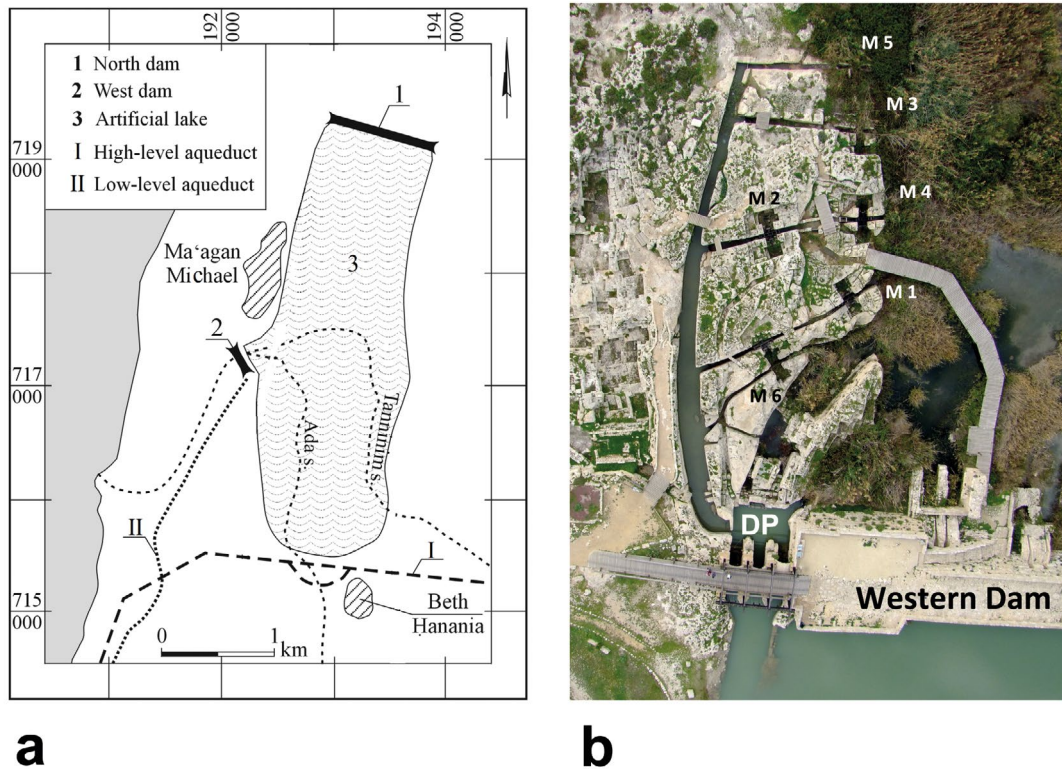 192
000
194
000
1 North dam
2 West dam
3 Artificial lake
I High-level aqueduct
II Low-level aqueduct
1
719
000
Ma‘agan
Michael
3
2
717
000
Ada s
Tanninim s
II
I
715
000
0 1
km
Beth
Hanania
a
M 5
M 3
M 4
M 2
M 1
M 6
DP
Western Dam
b